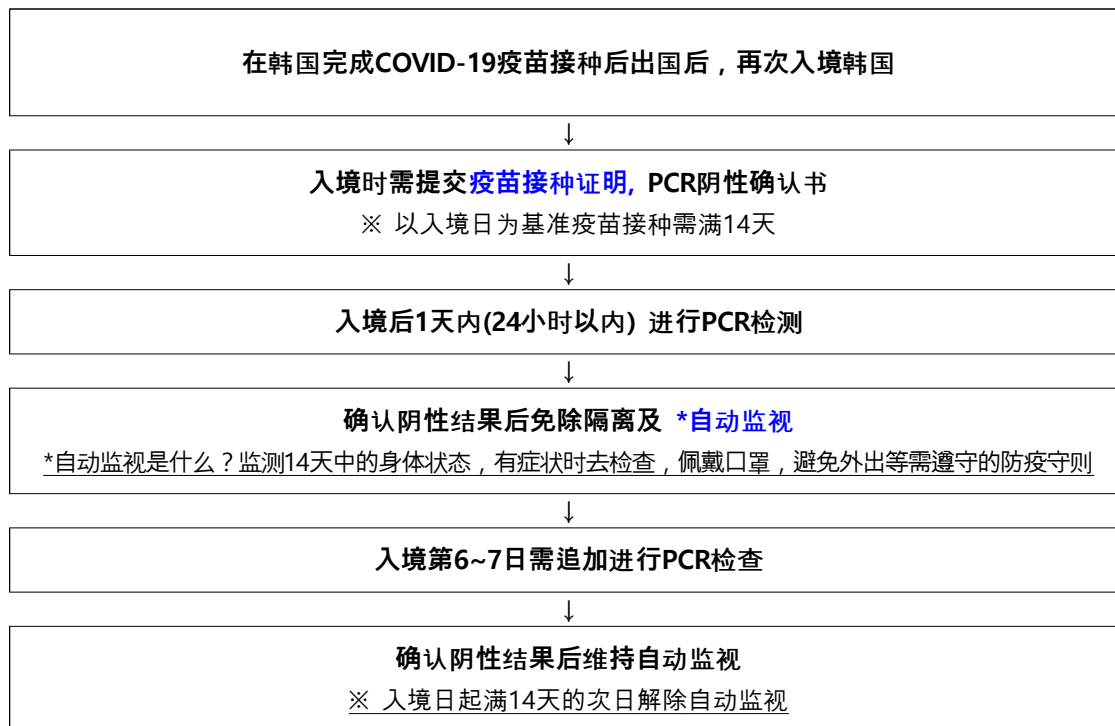 在韩国完成COVID-19疫苗接种后出国后，再次入境韩国
↓
入境时需提交疫苗接种证明, PCR阴性确认书
※ 以入境日为基准疫苗接种需满14天
↓
入境后1天内(24小时以内) 进行PCR检测
↓
确认阴性结果后免除隔离及 *自动监视
*自动监视是什么？监测14天中的身体状态，有症状时去检查，佩戴口罩，避免外出等需遵守的防疫守则
↓
入境第6~7日需追加进行PCR检查
↓
确认阴性结果后维持自动监视
※ 入境日起满14天的次日解除自动监视